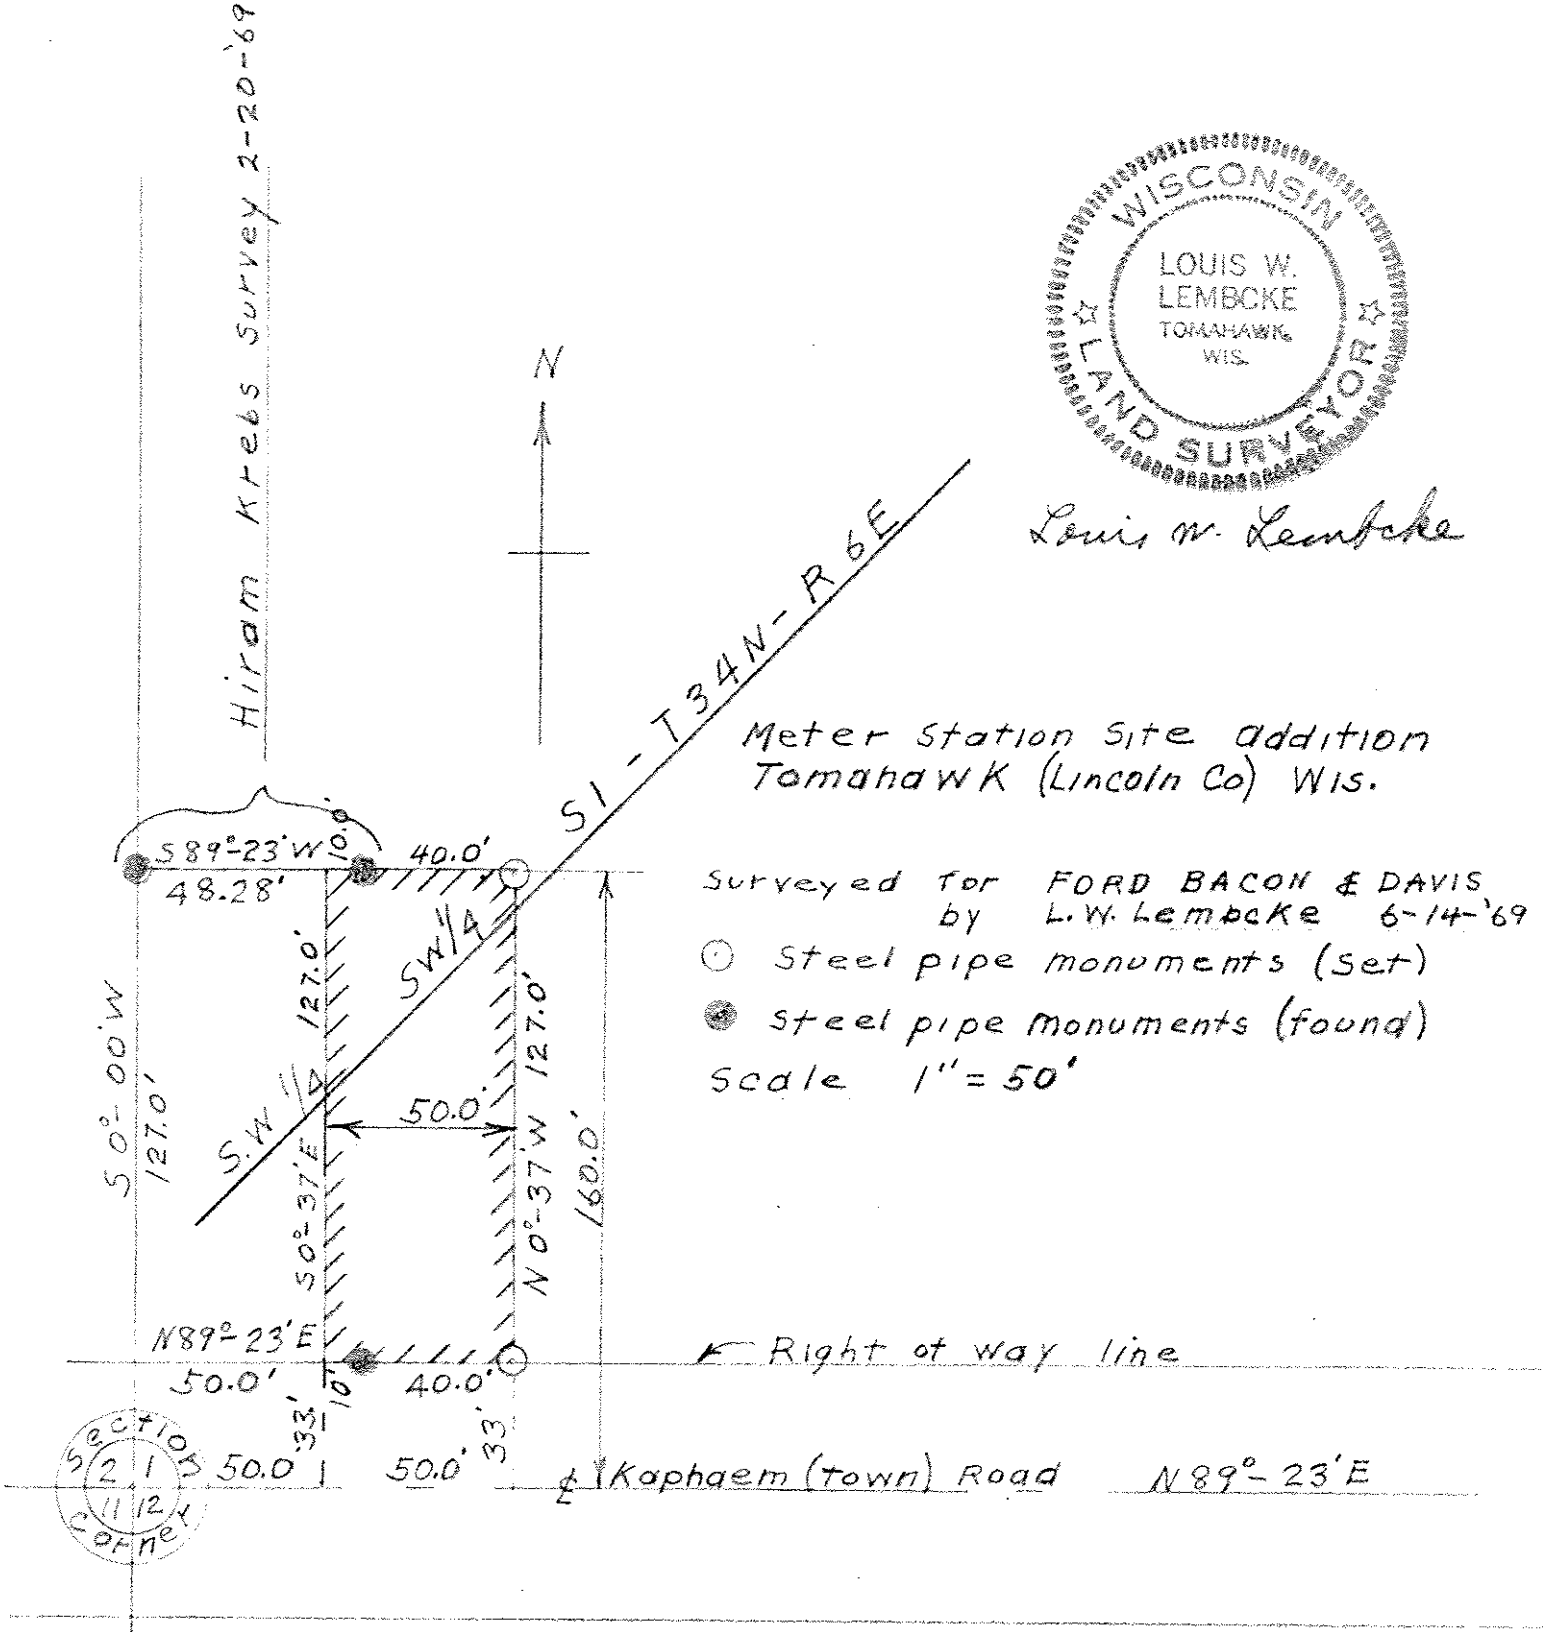 Hiram Krebs Survey 2-20-'69
WISCONSIN
LOUIS W.
LEMBCKE
TOMAHAWK,
WIS.
LAND SURVEYOR
Louis W. Lembcke
N
S1 - T34N - R6E
SW 1/4
S.W 1/4
Meter Station Site addition
Tomahawk (Lincoln Co) Wis.
Surveyed for FORD BACON & DAVIS
by L.W. Lembcke 6-14-'69
Steel pipe monuments (set)
Steel pipe monuments (found)
Scale 1" = 50'
S89°-23'W
10.0'
40.0'
48.28'
127.0'
S0°-37'E
S0°-00'W
127.0'
50.0'
N0°-37'W 127.0'
160.0'
N89°-23'E
50.0'
10'
40.0'
Right of way line
33'
33'
Section
2 1
11 12
Corner
50.0
50.0'
℄ Kaphaem (town) Road N89°-23'E